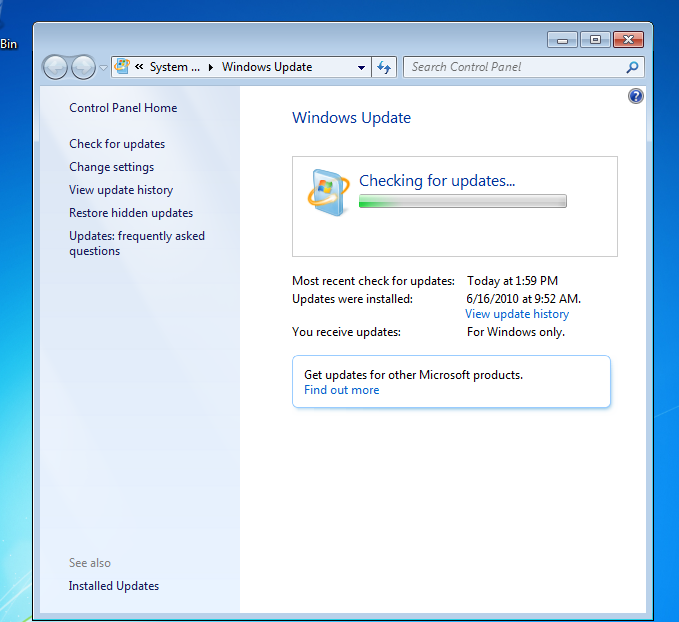 Bin
« System ... ▸ Windows Update
Search Control Panel
Control Panel Home
Check for updates
Change settings
View update history
Restore hidden updates
Updates: frequently asked
questions
See also
Installed Updates
Windows Update
Checking for updates...
Most recent check for updates: Today at 1:59 PM
Updates were installed: 6/16/2010 at 9:52 AM.
View update history
You receive updates: For Windows only.
Get updates for other Microsoft products.
Find out more